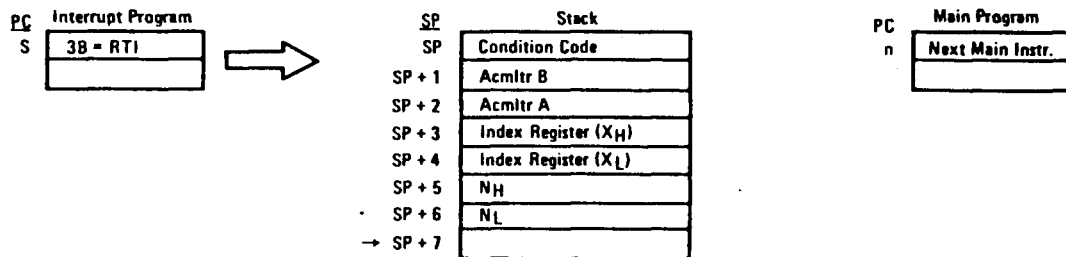 PC Interrupt Program
S 3B = RTI
SP Stack
SP Condition Code
SP + 1 Acmltr B
SP + 2 Acmltr A
SP + 3 Index Register (XH)
SP + 4 Index Register (XL)
SP + 5 NH
SP + 6 NL
→ SP + 7
PC Main Program
n Next Main Instr.